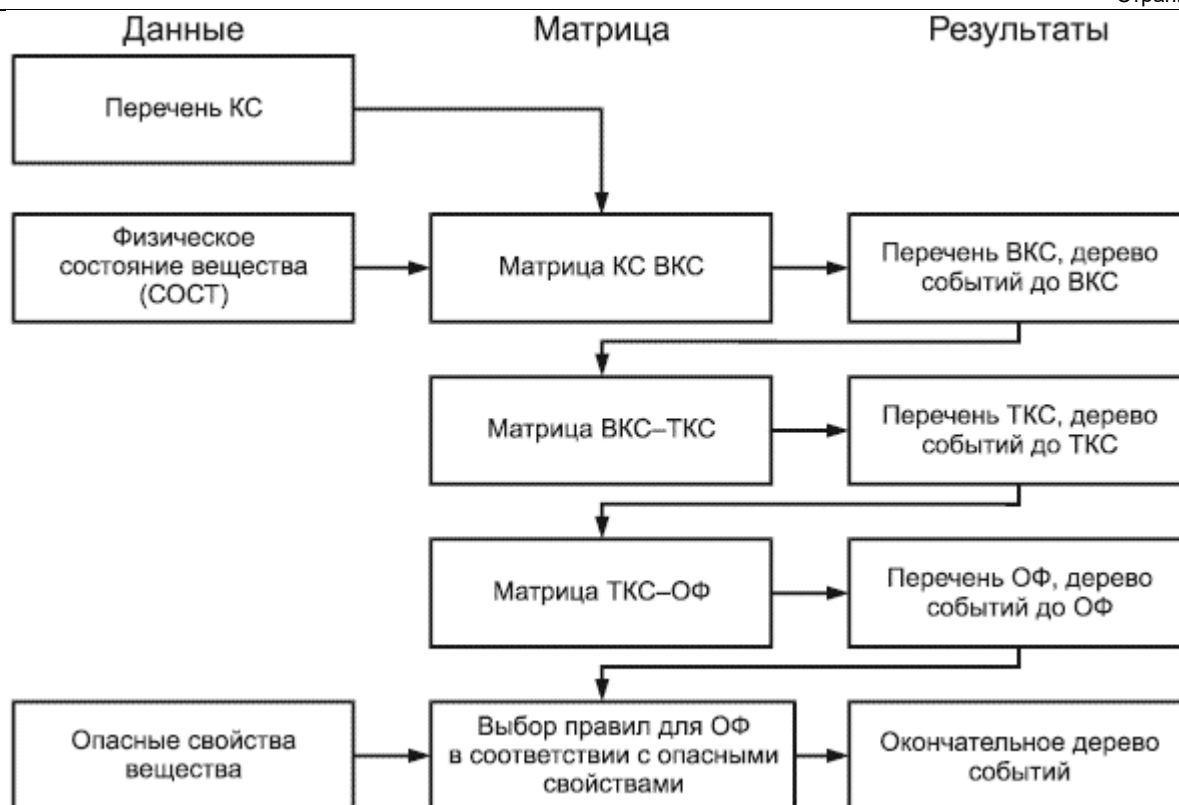 Данные
Матрица
Результаты
Перечень КС
Физическое
состояние вещества
(СОСТ)
Матрица КС ВКС
Перечень ВКС, дерево
событий до ВКС
Матрица ВКС–ТКС
Перечень ТКС, дерево
событий до ТКС
Матрица ТКС–ОФ
Перечень ОФ, дерево
событий до ОФ
Опасные свойства
вещества
Выбор правил для ОФ
в соответствии с опасными
свойствами
Окончательное дерево
событий